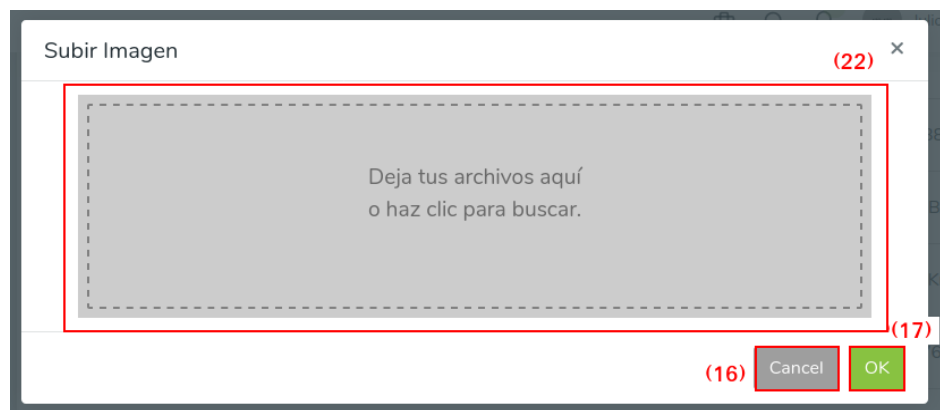 Subir Imagen
(22)
×
Deja tus archivos aquí
o haz clic para buscar.
(17)
(16)
Cancel
OK